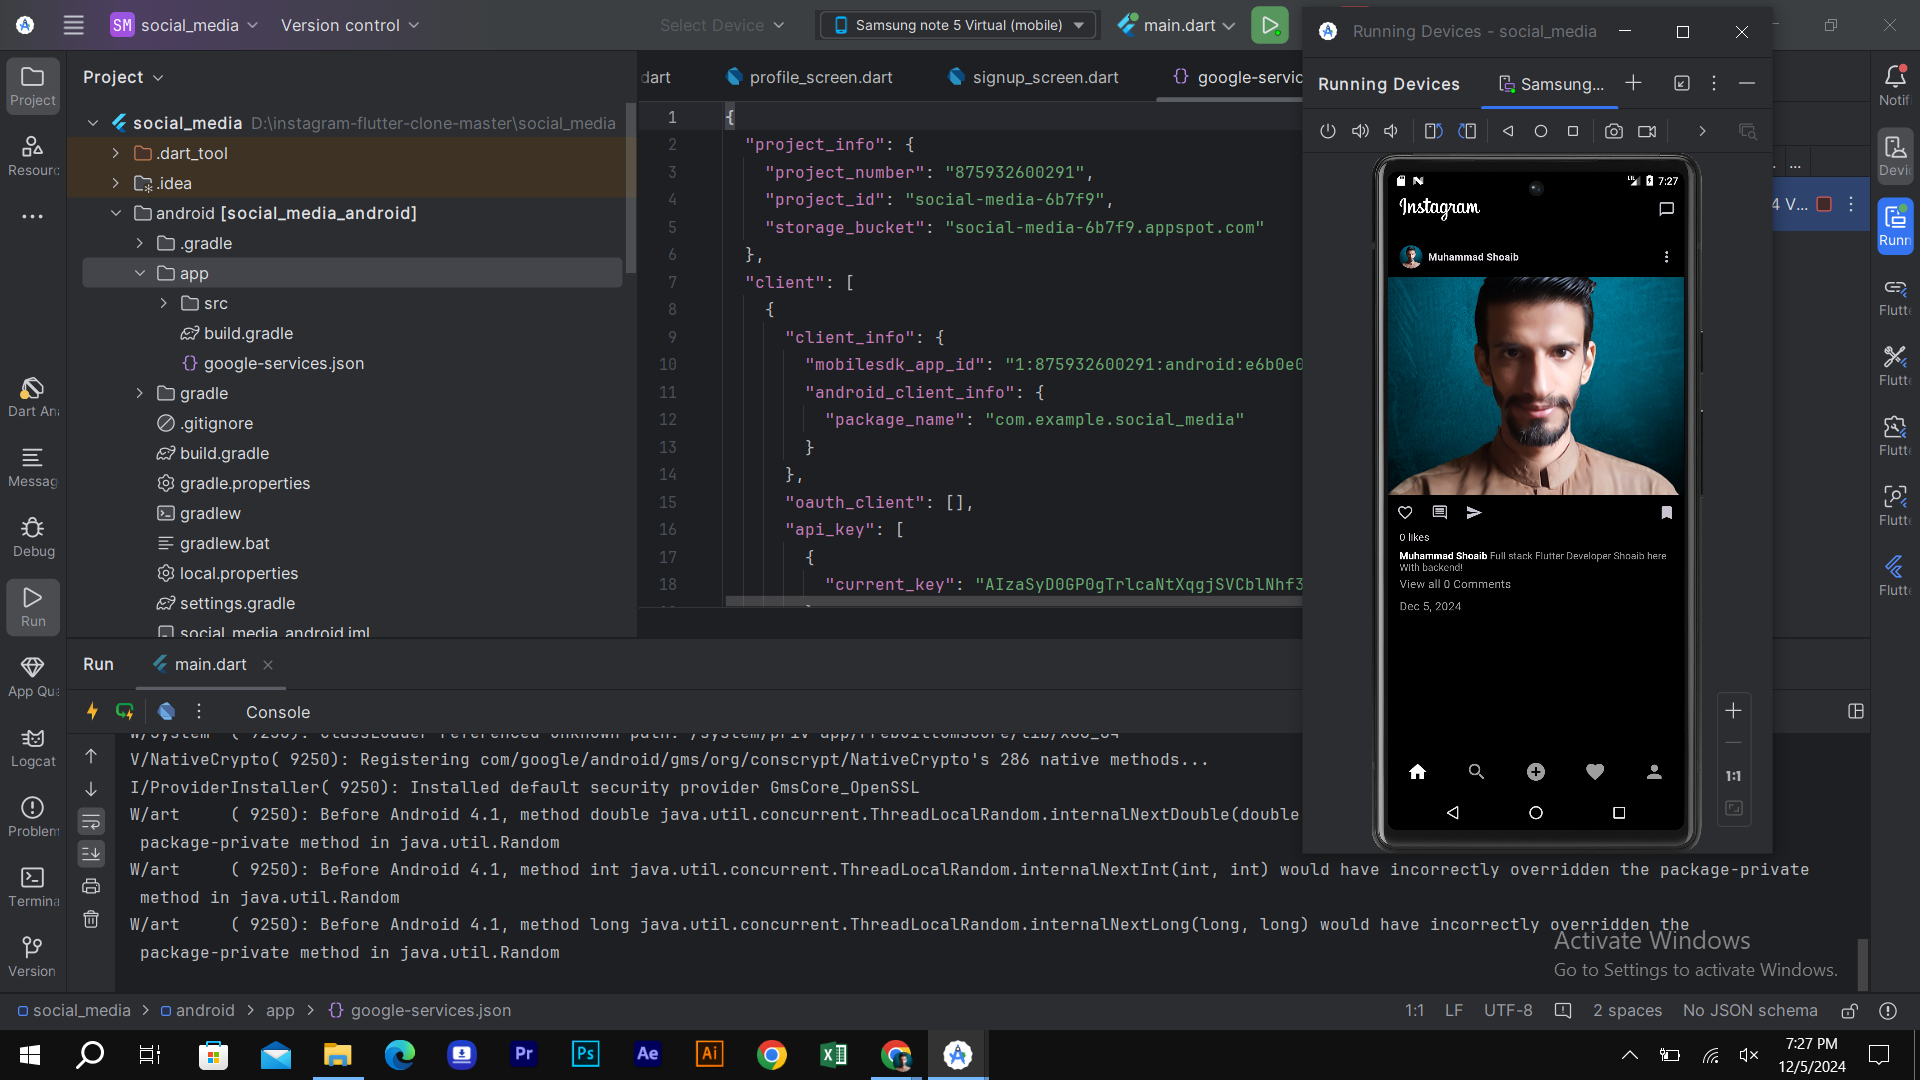 SM social_media
Version control
Select Device
Samsung note 5 Virtual (mobile)
main.dart
Running Devices - social_media
Project
Project
Resourc
Dart Ana
Messag
Debug
Run
App Qua
Logcat
Problem
Termina
Version
social_media D:\instagram-flutter-clone-master\social_media
.dart_tool
.idea
android [social_media_android]
.gradle
app
src
build.gradle
google-services.json
gradle
.gitignore
build.gradle
gradle.properties
gradlew
gradlew.bat
local.properties
settings.gradle
social_media_android.iml
dart
profile_screen.dart
signup_screen.dart
google-servic
1 {
2 "project_info": {
3 "project_number": "875932600291",
4 "project_id": "social-media-6b7f9",
5 "storage_bucket": "social-media-6b7f9.appspot.com"
6 },
7 "client": [
8 {
9 "client_info": {
10 "mobilesdk_app_id": "1:875932600291:android:e6b0e0
11 "android_client_info": {
12 "package_name": "com.example.social_media"
13 }
14 },
15 "oauth_client": [],
16 "api_key": [
17 {
18 "current_key": "AIzaSyD0GP0gTrlcaNtXqgjSVCblNhf3
Running Devices
Samsung...
7:27
Instagram
Muhammad Shoaib
0 likes
Muhammad Shoaib Full stack Flutter Developer Shoaib here
With backend!
View all 0 Comments
Dec 5, 2024
1:1
4 V...
Notifi
Devi
Runn
Flutte
Flutte
Flutte
Flutte
Flutte
Run
main.dart
Console
V/NativeCrypto( 9250): Registering com/google/android/gms/org/conscrypt/NativeCrypto's 286 native methods...
I/ProviderInstaller( 9250): Installed default security provider GmsCore_OpenSSL
W/art ( 9250): Before Android 4.1, method double java.util.concurrent.ThreadLocalRandom.internalNextDouble(double
package-private method in java.util.Random
W/art ( 9250): Before Android 4.1, method int java.util.concurrent.ThreadLocalRandom.internalNextInt(int, int) would have incorrectly overridden the package-private
method in java.util.Random
W/art ( 9250): Before Android 4.1, method long java.util.concurrent.ThreadLocalRandom.internalNextLong(long, long) would have incorrectly overridden the
package-private method in java.util.Random
Activate Windows
Go to Settings to activate Windows.
social_media > android > app > google-services.json
1:1 LF UTF-8 2 spaces No JSON schema
Pr
Ps
Ae
Ai
7:27 PM
12/5/2024